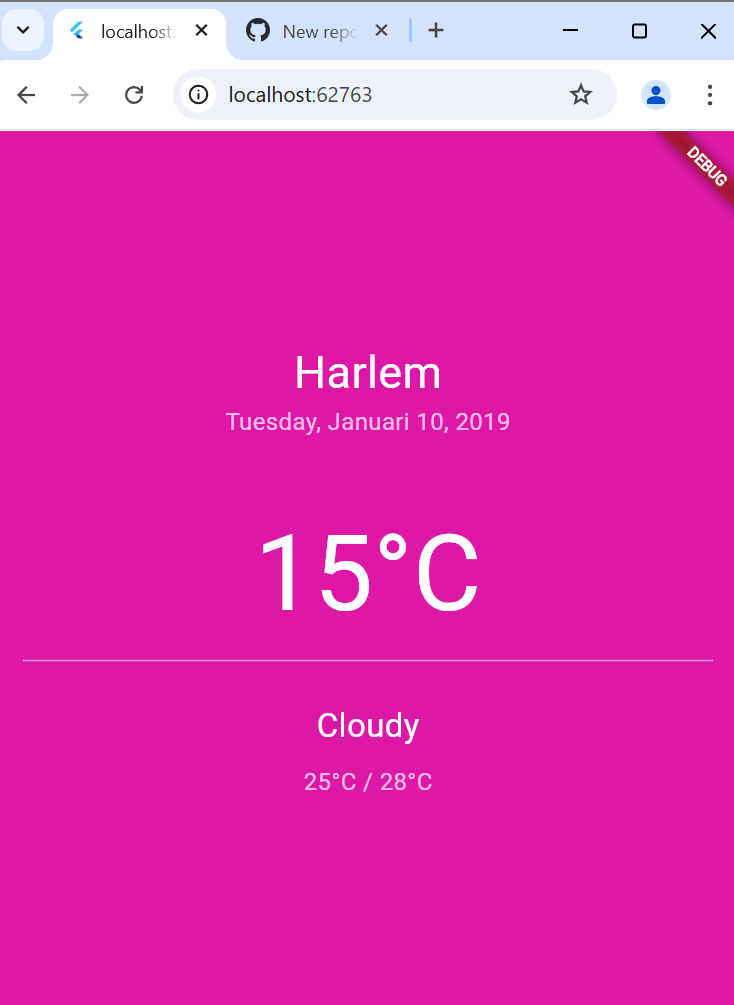 localhost:
New repo
localhost:62763
DEBUG
Harlem
Tuesday, Januari 10, 2019
15°C
Cloudy
25°C / 28°C